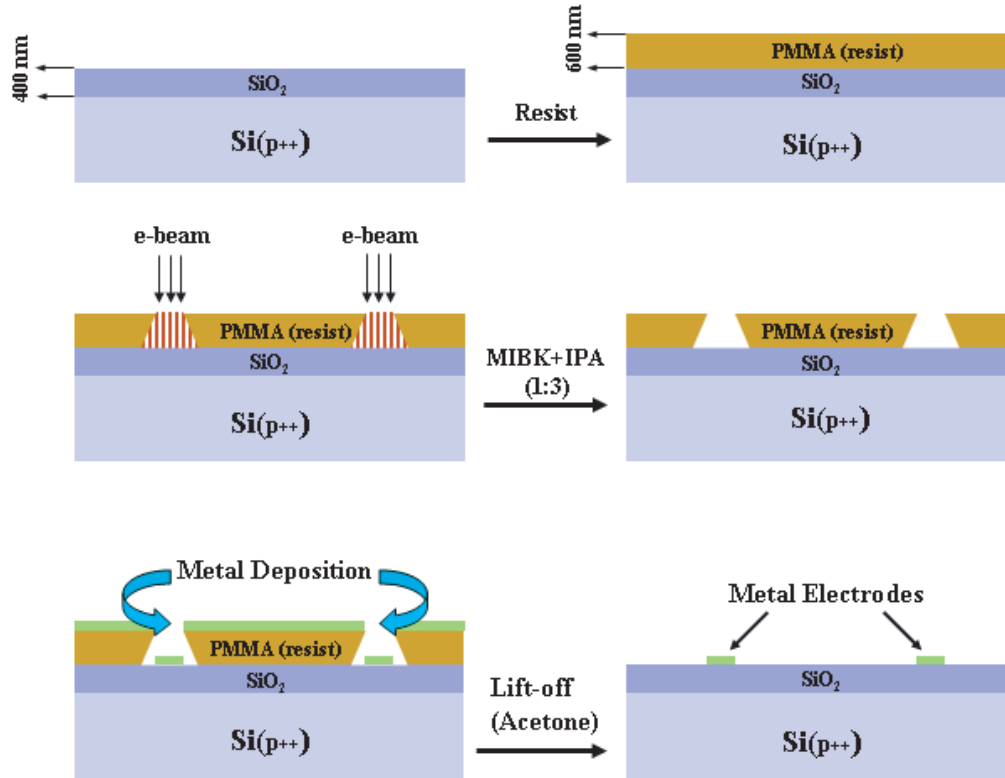 400 nm
SiO₂
Si(p++)
Resist
600 nm
PMMA (resist)
SiO₂
Si(p++)
e-beam
e-beam
PMMA (resist)
SiO₂
Si(p++)
MIBK+IPA
(1:3)
PMMA (resist)
SiO₂
Si(p++)
Metal Deposition
PMMA (resist)
SiO₂
Si(p++)
Lift-off
(Acetone)
Metal Electrodes
SiO₂
Si(p++)